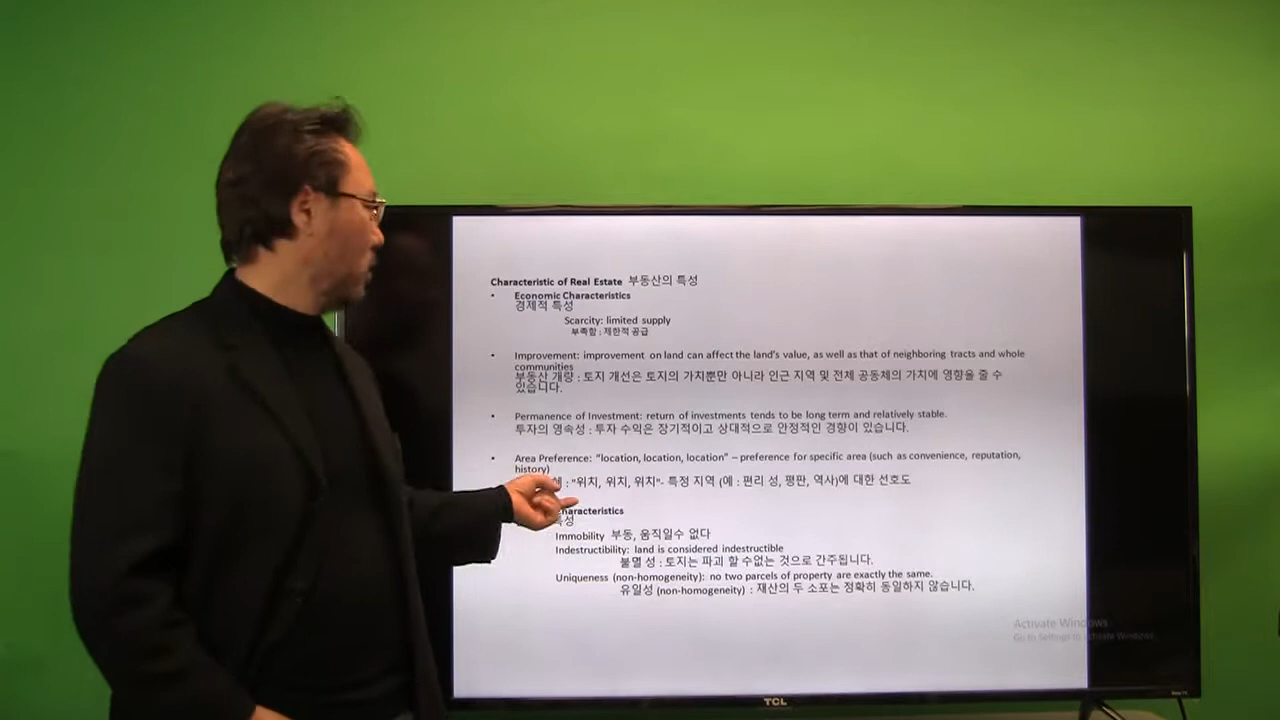 Characteristic of Real Estate 부동산의 특성
• Economic Characteristics
경제적 특성
Scarcity: limited supply
부족함 : 제한적 공급
• Improvement: improvement on land can affect the land's value, as well as that of neighboring tracts and whole
communities
부동산 개량 : 토지 개선은 토지의 가치뿐만 아니라 인근 지역 및 전체 공동체의 가치에 영향을 줄 수
있습니다.
• Permanence of Investment: return of investments tends to be long term and relatively stable.
투자의 영속성 : 투자 수익은 장기적이고 상대적으로 안정적인 경향이 있습니다.
• Area Preference: "location, location, location" – preference for specific area (such as convenience, reputation,
history)
: "위치, 위치, 위치"- 특정 지역 (예 : 편리 성, 평판, 역사)에 대한 선호도
haracteristics
특성
Immobility 부동, 움직일수 없다
Indestructibility: land is considered indestructible
불멸 성 : 토지는 파괴 할 수없는 것으로 간주됩니다.
Uniqueness (non-homogeneity): no two parcels of property are exactly the same.
유일성 (non-homogeneity) : 재산의 두 소포는 정확히 동일하지 않습니다.
Activate Windows
Go to Settings to activate Windows.
TCL